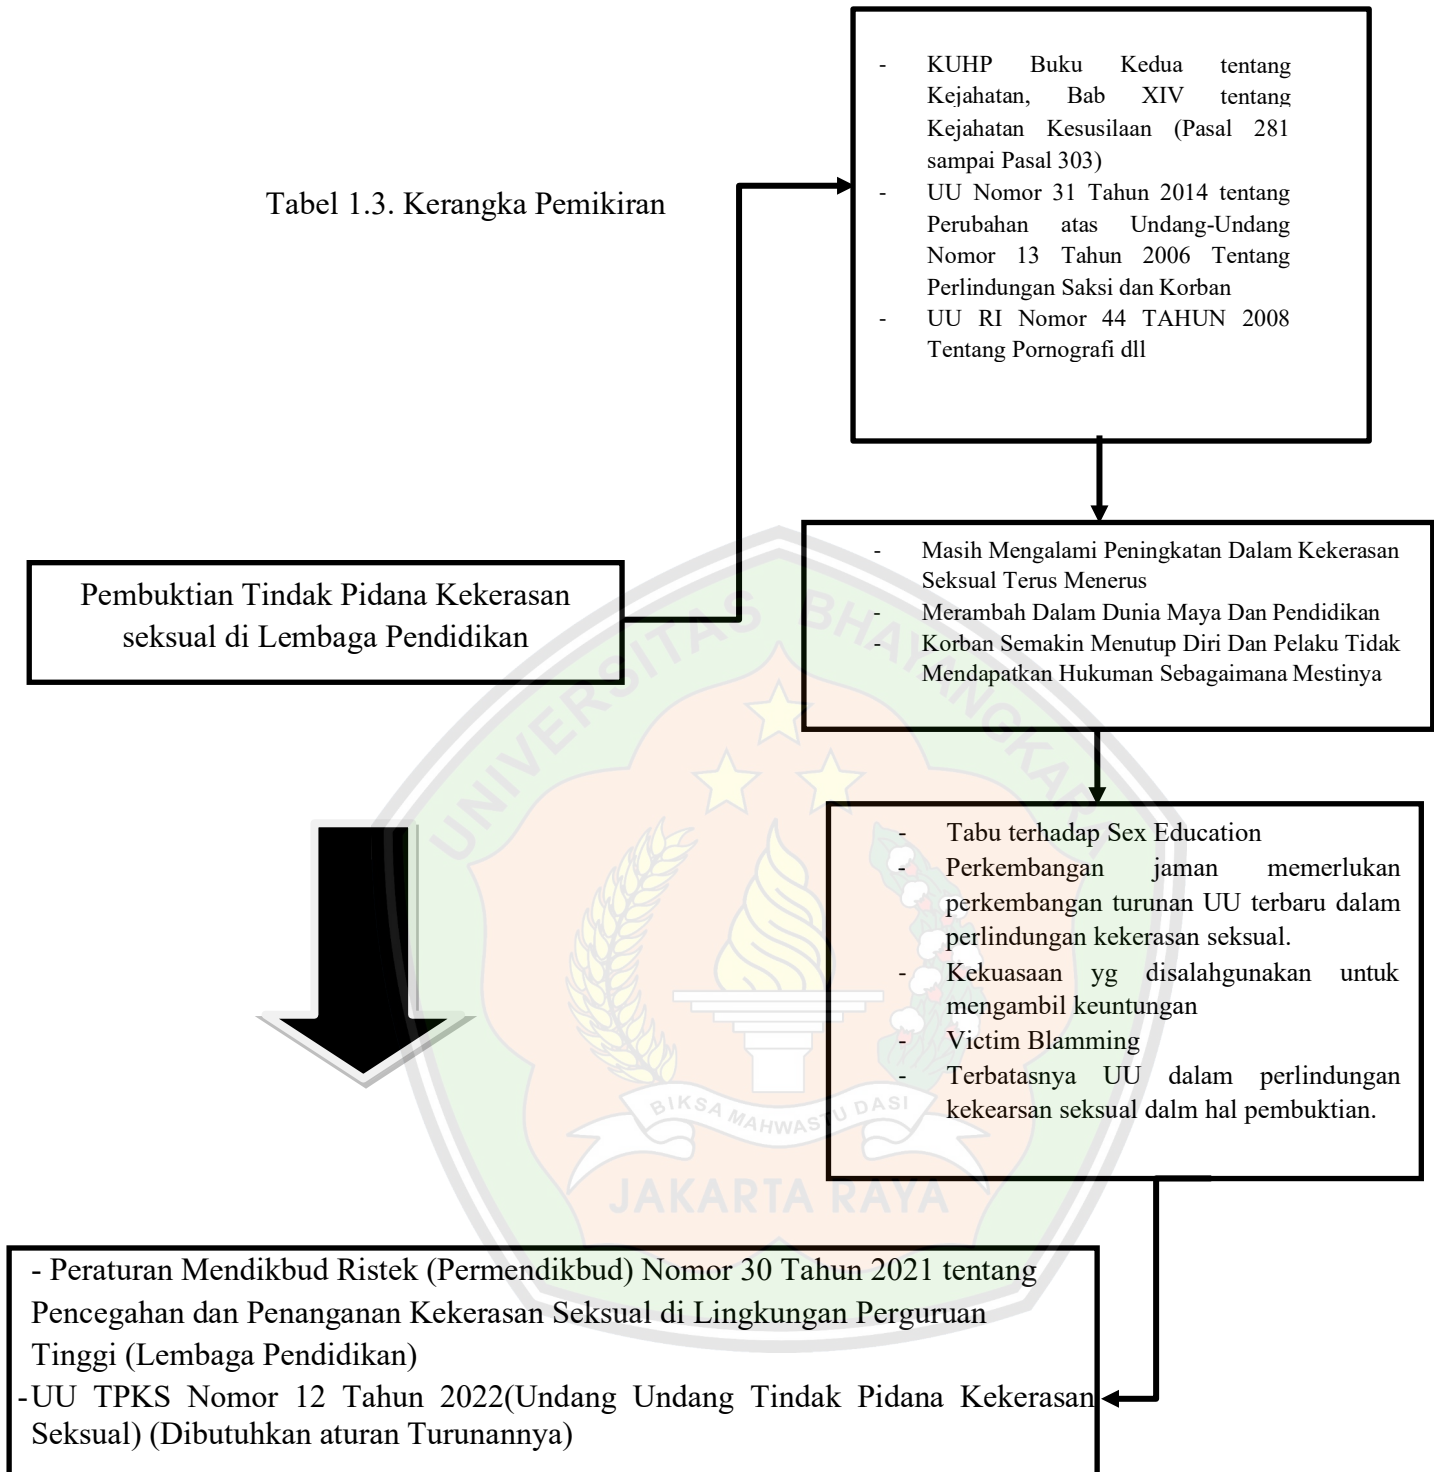 - KUHP Buku Kedua tentang
Kejahatan, Bab XIV tentang
Kejahatan Kesusilaan (Pasal 281
sampai Pasal 303)
- UU Nomor 31 Tahun 2014 tentang
Perubahan atas Undang-Undang
Nomor 13 Tahun 2006 Tentang
Perlindungan Saksi dan Korban
- UU RI Nomor 44 TAHUN 2008
Tentang Pornografi dll
Tabel 1.3. Kerangka Pemikiran
Pembuktian Tindak Pidana Kekerasan
seksual di Lembaga Pendidikan
- Masih Mengalami Peningkatan Dalam Kekerasan
Seksual Terus Menerus
- Merambah Dalam Dunia Maya Dan Pendidikan
- Korban Semakin Menutup Diri Dan Pelaku Tidak
Mendapatkan Hukuman Sebagaimana Mestinya
- Tabu terhadap Sex Education
- Perkembangan jaman memerlukan
perkembangan turunan UU terbaru dalam
perlindungan kekerasan seksual.
- Kekuasaan yg disalahgunakan untuk
mengambil keuntungan
- Victim Blamming
- Terbatasnya UU dalam perlindungan
kekearsan seksual dalm hal pembuktian.
- Peraturan Mendikbud Ristek (Permendikbud) Nomor 30 Tahun 2021 tentang
Pencegahan dan Penanganan Kekerasan Seksual di Lingkungan Perguruan
Tinggi (Lembaga Pendidikan)
-UU TPKS Nomor 12 Tahun 2022(Undang Undang Tindak Pidana Kekerasan
Seksual) (Dibutuhkan aturan Turunannya)
UNIVERSITAS BHAYANGKARA
BIKSA MAHWASTU DASI
JAKARTA RAYA